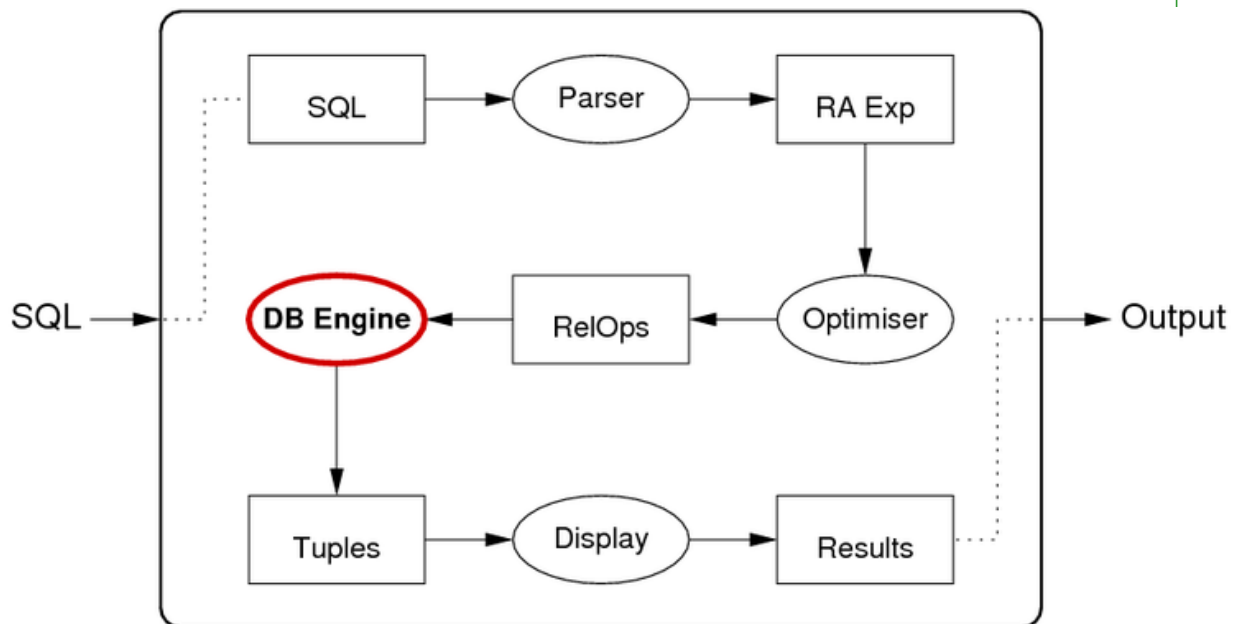 SQL
Parser
RA Exp
SQL
DB Engine
RelOps
Optimiser
Output
Tuples
Display
Results